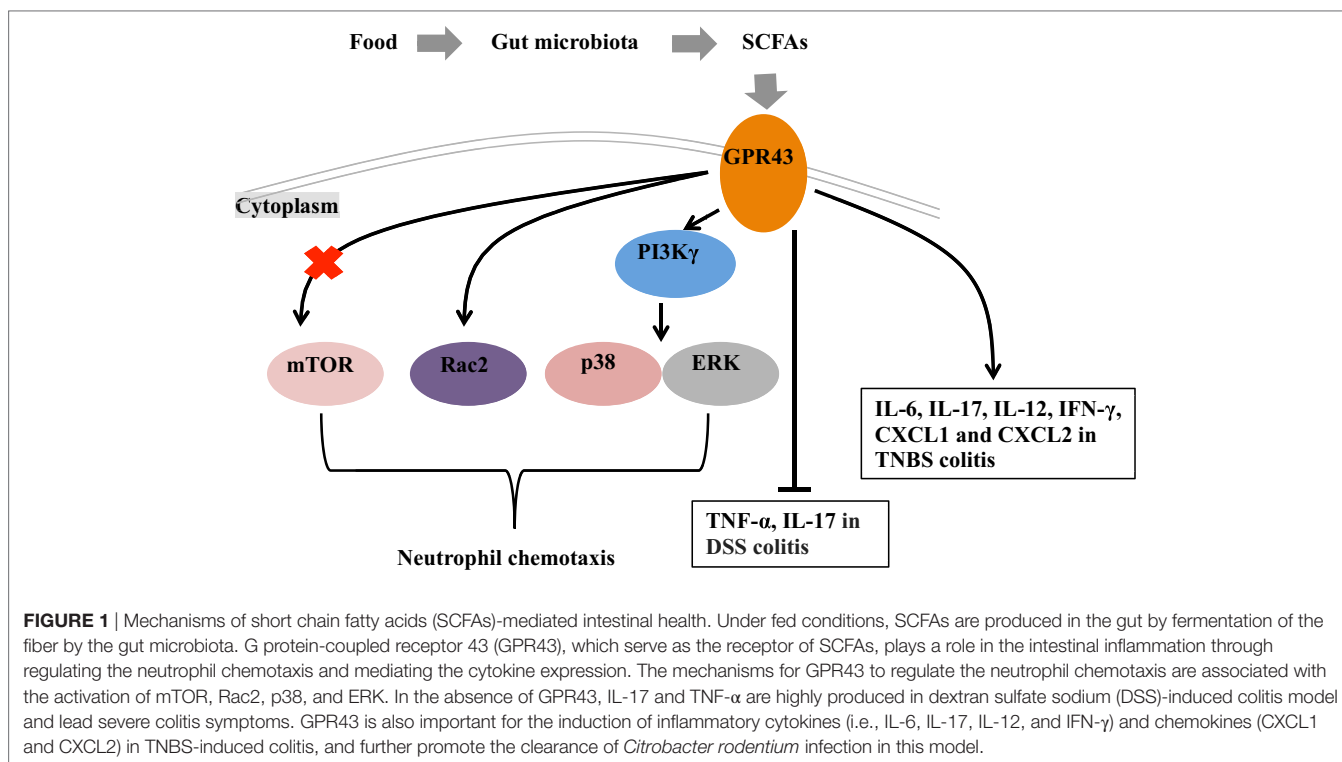 Food
Gut microbiota
SCFAs
GPR43
Cytoplasm
PI3Kγ
mTOR
Rac2
p38
ERK
IL-6, IL-17, IL-12, IFN-γ,
CXCL1 and CXCL2 in
TNBS colitis
TNF-α, IL-17 in
DSS colitis
Neutrophil chemotaxis
FIGURE 1 | Mechanisms of short chain fatty acids (SCFAs)-mediated intestinal health. Under fed conditions, SCFAs are produced in the gut by fermentation of the
fiber by the gut microbiota. G protein-coupled receptor 43 (GPR43), which serve as the receptor of SCFAs, plays a role in the intestinal inflammation through
regulating the neutrophil chemotaxis and mediating the cytokine expression. The mechanisms for GPR43 to regulate the neutrophil chemotaxis are associated with
the activation of mTOR, Rac2, p38, and ERK. In the absence of GPR43, IL-17 and TNF-α are highly produced in dextran sulfate sodium (DSS)-induced colitis model
and lead severe colitis symptoms. GPR43 is also important for the induction of inflammatory cytokines (i.e., IL-6, IL-17, IL-12, and IFN-γ) and chemokines (CXCL1
and CXCL2) in TNBS-induced colitis, and further promote the clearance of Citrobacter rodentium infection in this model.